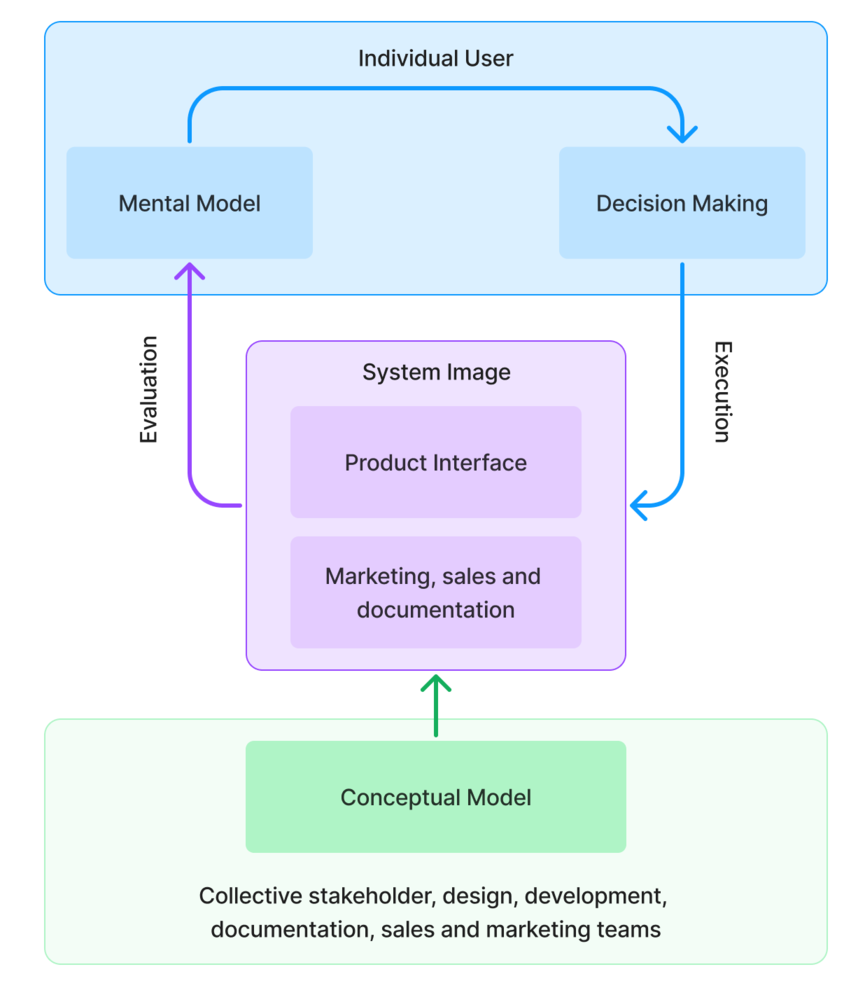 Individual User
Mental Model
Decision Making
Evaluation
Execution
System Image
Product Interface
Marketing, sales and
documentation
Conceptual Model
Collective stakeholder, design, development,
documentation, sales and marketing teams